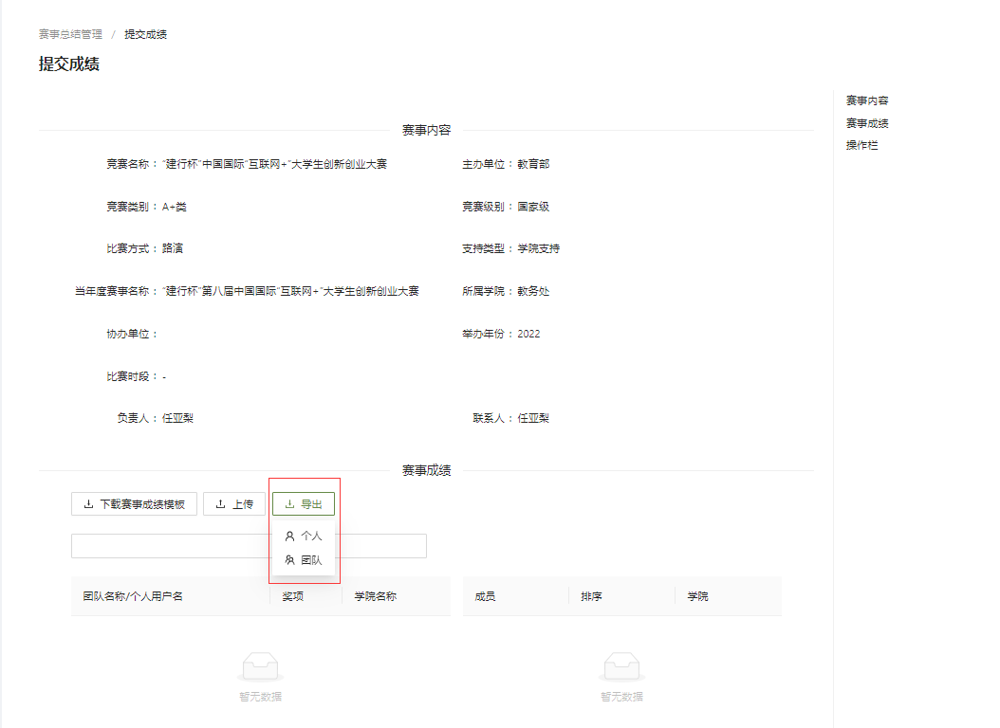 赛事总结管理 / 提交成绩
提交成绩
赛事内容
赛事成绩
操作栏
赛事内容
竞赛名称： “建行杯”中国国际“互联网+”大学生创新创业大赛
主办单位： 教育部
竞赛类别： A+类
竞赛级别： 国家级
比赛方式： 路演
支持类型： 学院支持
当年度赛事名称： “建行杯”第八届中国国际“互联网+”大学生创新创业大赛
所属学院： 教务处
协办单位：
举办年份： 2022
比赛时段： -
负责人： 任亚梨
联系人： 任亚梨
赛事成绩
下载赛事成绩模板 上传 导出
个人
团队
团队名称/个人用户名 奖项 学院名称
成员 排序 学院
暂无数据
暂无数据